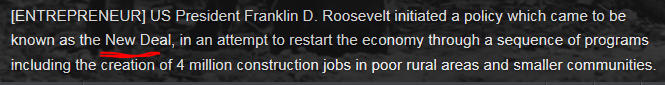 [ENTREPRENEUR] US President Franklin D. Roosevelt initiated a policy which came to be
known as the New Deal, in an attempt to restart the economy through a sequence of programs
including the creation of 4 million construction jobs in poor rural areas and smaller communities.